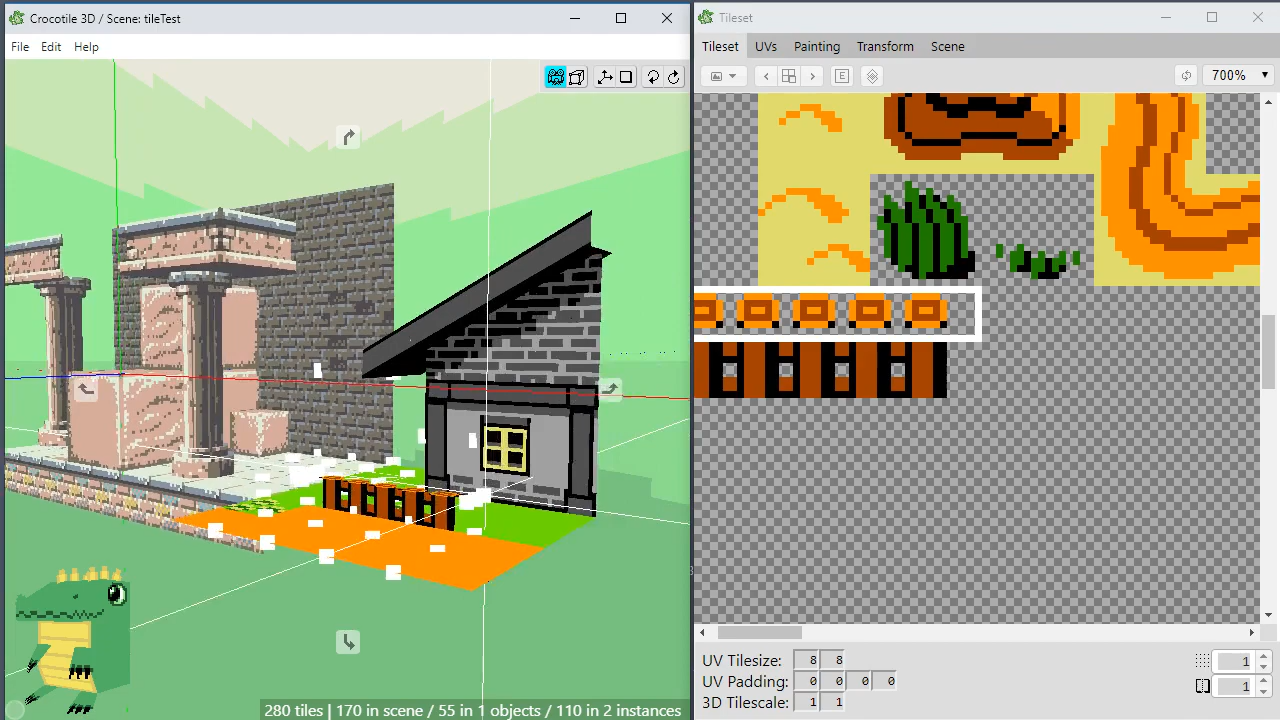 Crocotile 3D / Scene: tileTest
File Edit Help
280 tiles | 170 in scene / 55 in 1 objects / 110 in 2 instances
Tileset
Tileset UVs Painting Transform Scene
E 700%
UV Tilesize: 8 8
UV Padding: 0 0 0 0
3D Tilescale: 1 1
1
1